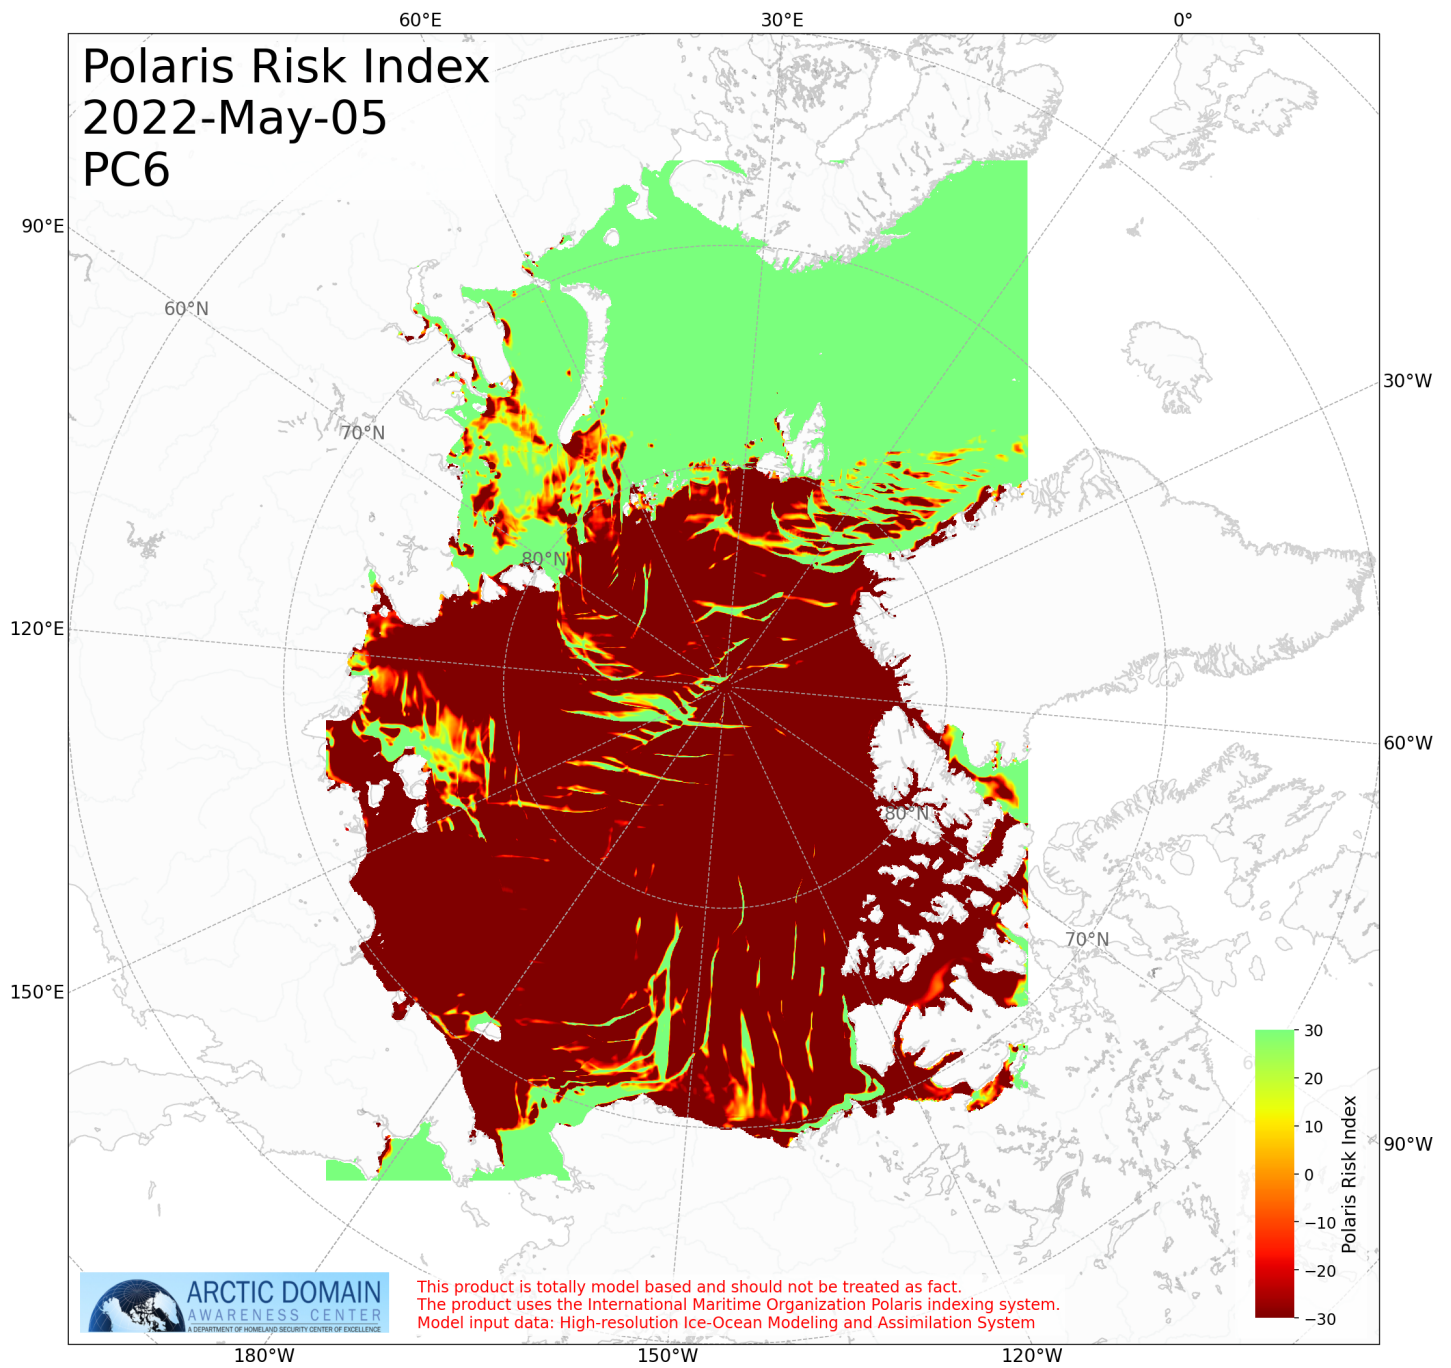 60°E 30°E 0°
Polaris Risk Index
2022-May-05
PC6
90°E
60°N
30°W
70°N
80°N
120°E
60°W
80°N
70°N
150°E
30
20
10
0
−10
−20
−30
Polaris Risk Index
90°W
ARCTIC DOMAIN
AWARENESS CENTER
A DEPARTMENT OF HOMELAND SECURITY CENTER OF EXCELLENCE
This product is totally model based and should not be treated as fact.
The product uses the International Maritime Organization Polaris indexing system.
Model input data: High-resolution Ice-Ocean Modeling and Assimilation System
180°W 150°W 120°W